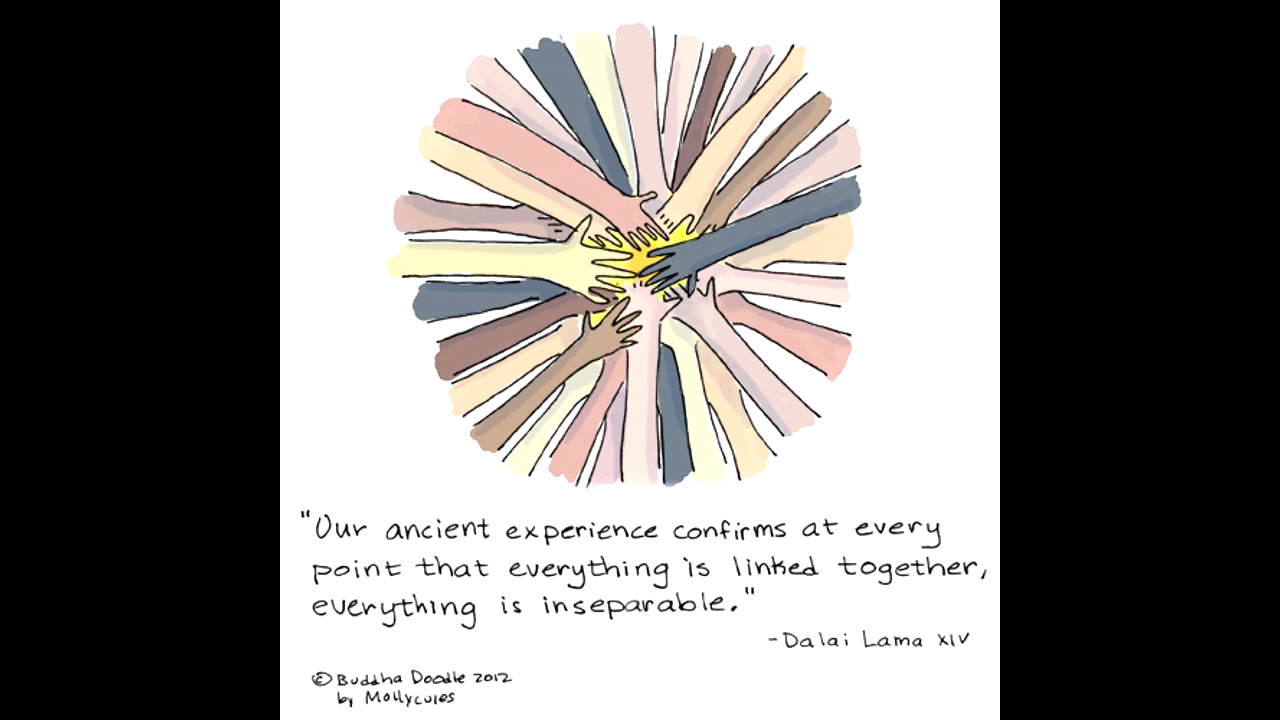 "Our ancient experience confirms at every
point that everything is linked together,
everything is inseparable."
-Dalai Lama XIV
© Buddha Doodle 2012
by Mollycules